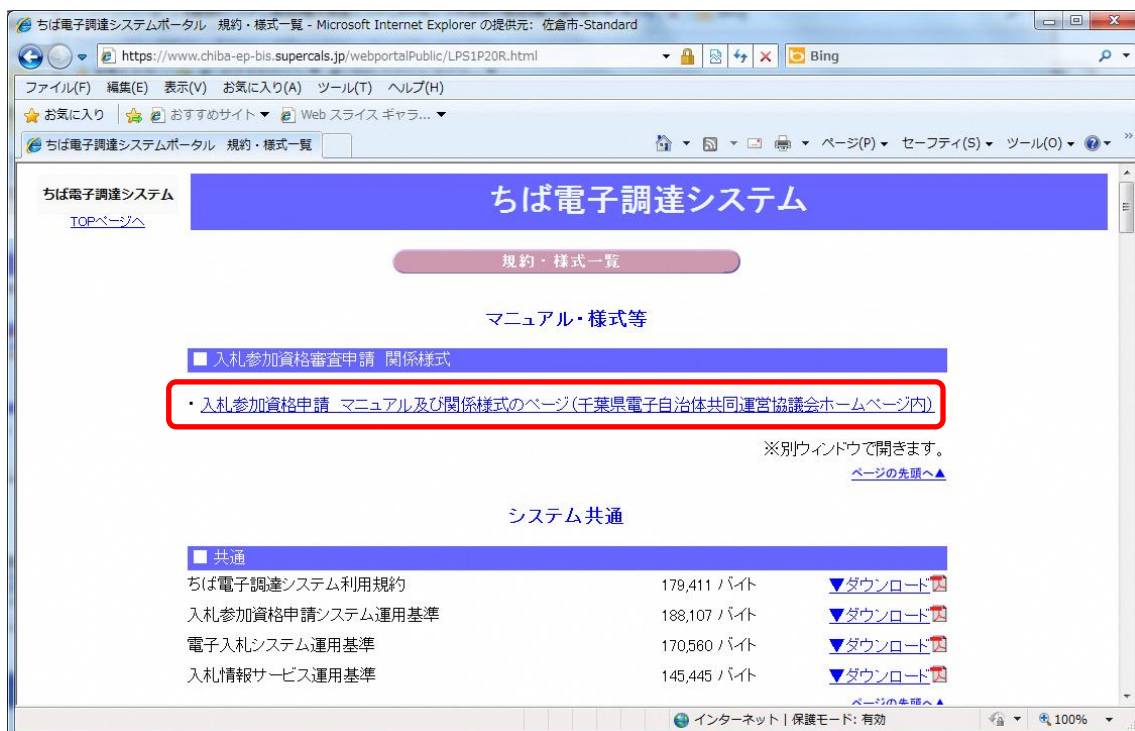 ちば電子調達システムポータル 規約・様式一覧 - Microsoft Internet Explorer の提供元: 佐倉市-Standard
https://www.chiba-ep-bis.supercals.jp/webportalPublic/LPS1P20R.html
Bing
ファイル(F) 編集(E) 表示(V) お気に入り(A) ツール(T) ヘルプ(H)
お気に入り おすすめサイト▼ Web スライス ギャラ... ▼
ちば電子調達システムポータル 規約・様式一覧
ページ(P) セーフティ(S) ツール(O)
ちば電子調達システム
TOPページへ
ちば電子調達システム
規約・様式一覧
マニュアル・様式等
■ 入札参加資格審査申請 関係様式
・入札参加資格申請 マニュアル及び関係様式のページ(千葉県電子自治体共同運営協議会ホームページ内)
※別ウィンドウで開きます。
ページの先頭へ▲
システム共通
■ 共通
ちば電子調達システム利用規約 179,411 バイト ▼ダウンロード
入札参加資格申請システム運用基準 188,107 バイト ▼ダウンロード
電子入札システム運用基準 170,560 バイト ▼ダウンロード
入札情報サービス運用基準 145,445 バイト ▼ダウンロード
ページの先頭へ▲
インターネット | 保護モード: 有効 100%